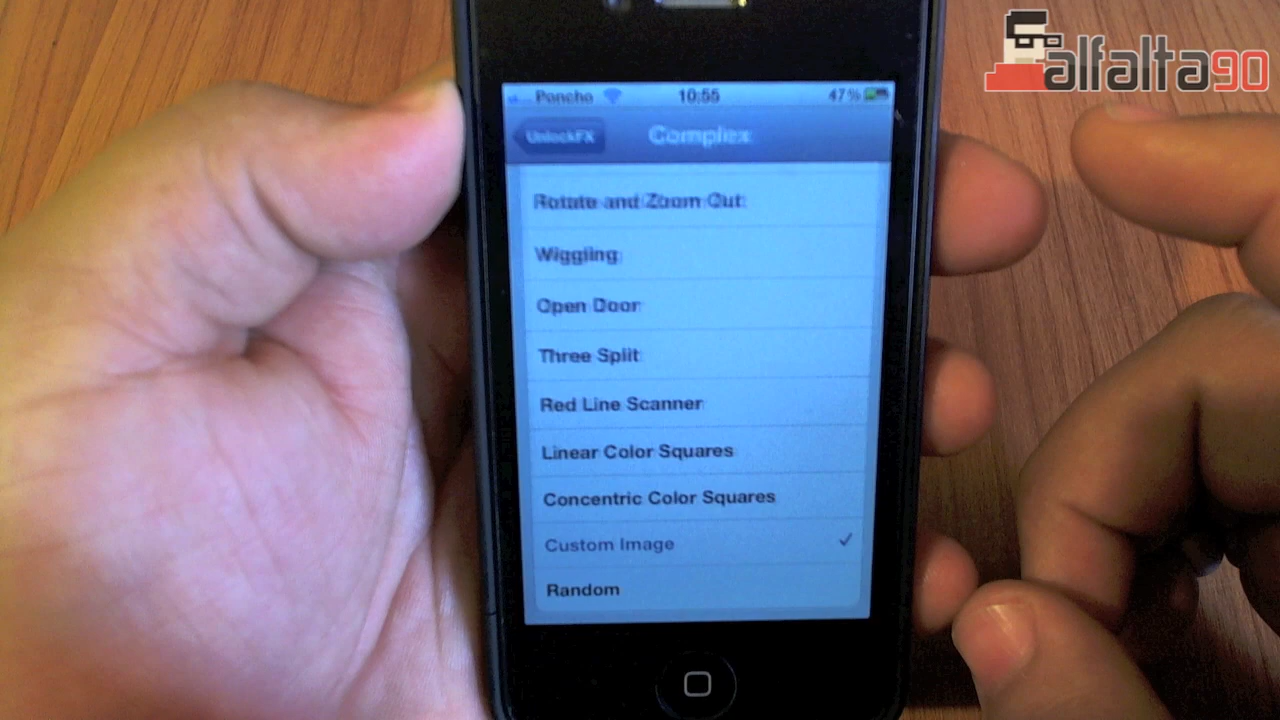 alfalta90
Poncho 10:55 47%
UnlockFX Complex
Rotate and Zoom Out
Wiggling
Open Door
Three Split
Red Line Scanner
Linear Color Squares
Concentric Color Squares
Custom Image
Random